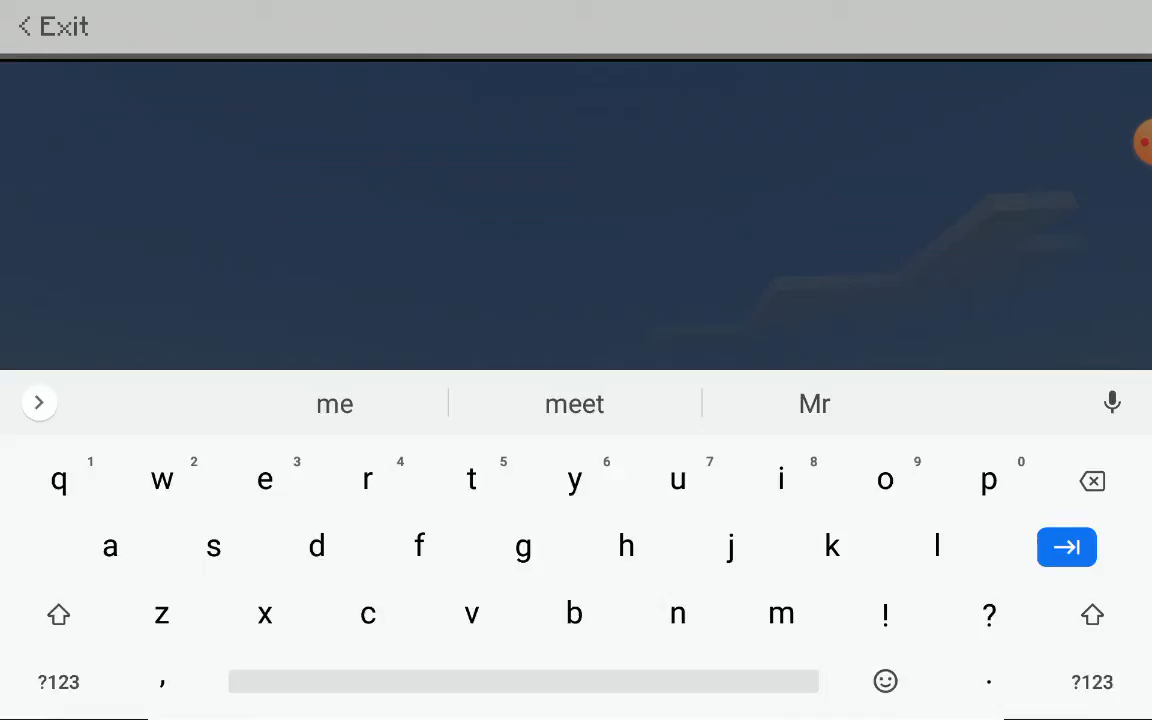 < Exit
me meet Mr
q 1 w 2 e 3 r 4 t 5 y 6 u 7 i 8 o 9 p 0
a s d f g h j k l
z x c v b n m ! ?
?123 , . ?123